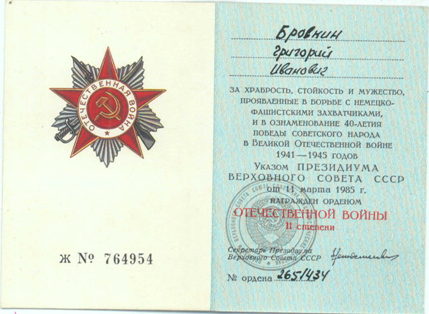 ОТЕЧЕСТВЕННАЯ ВОЙНА
Ж № 764954
Бровкин
Григорий
Иванович
ЗА ХРАБРОСТЬ, СТОЙКОСТЬ И МУЖЕСТВО,
ПРОЯВЛЕННЫЕ В БОРЬБЕ С НЕМЕЦКО-
ФАШИСТСКИМИ ЗАХВАТЧИКАМИ,
И В ОЗНАМЕНОВАНИЕ 40-ЛЕТИЯ
ПОБЕДЫ СОВЕТСКОГО НАРОДА
В ВЕЛИКОЙ ОТЕЧЕСТВЕННОЙ ВОЙНЕ
1941—1945 ГОДОВ
УКАЗОМ ПРЕЗИДИУМА
ВЕРХОВНОГО СОВЕТА СССР
от 11 марта 1985 г.
НАГРАЖДЕН ОРДЕНОМ
ОТЕЧЕСТВЕННОЙ ВОЙНЫ
II степени
Секретарь Президиума
Верховного Совета СССР
№ ордена 2651434